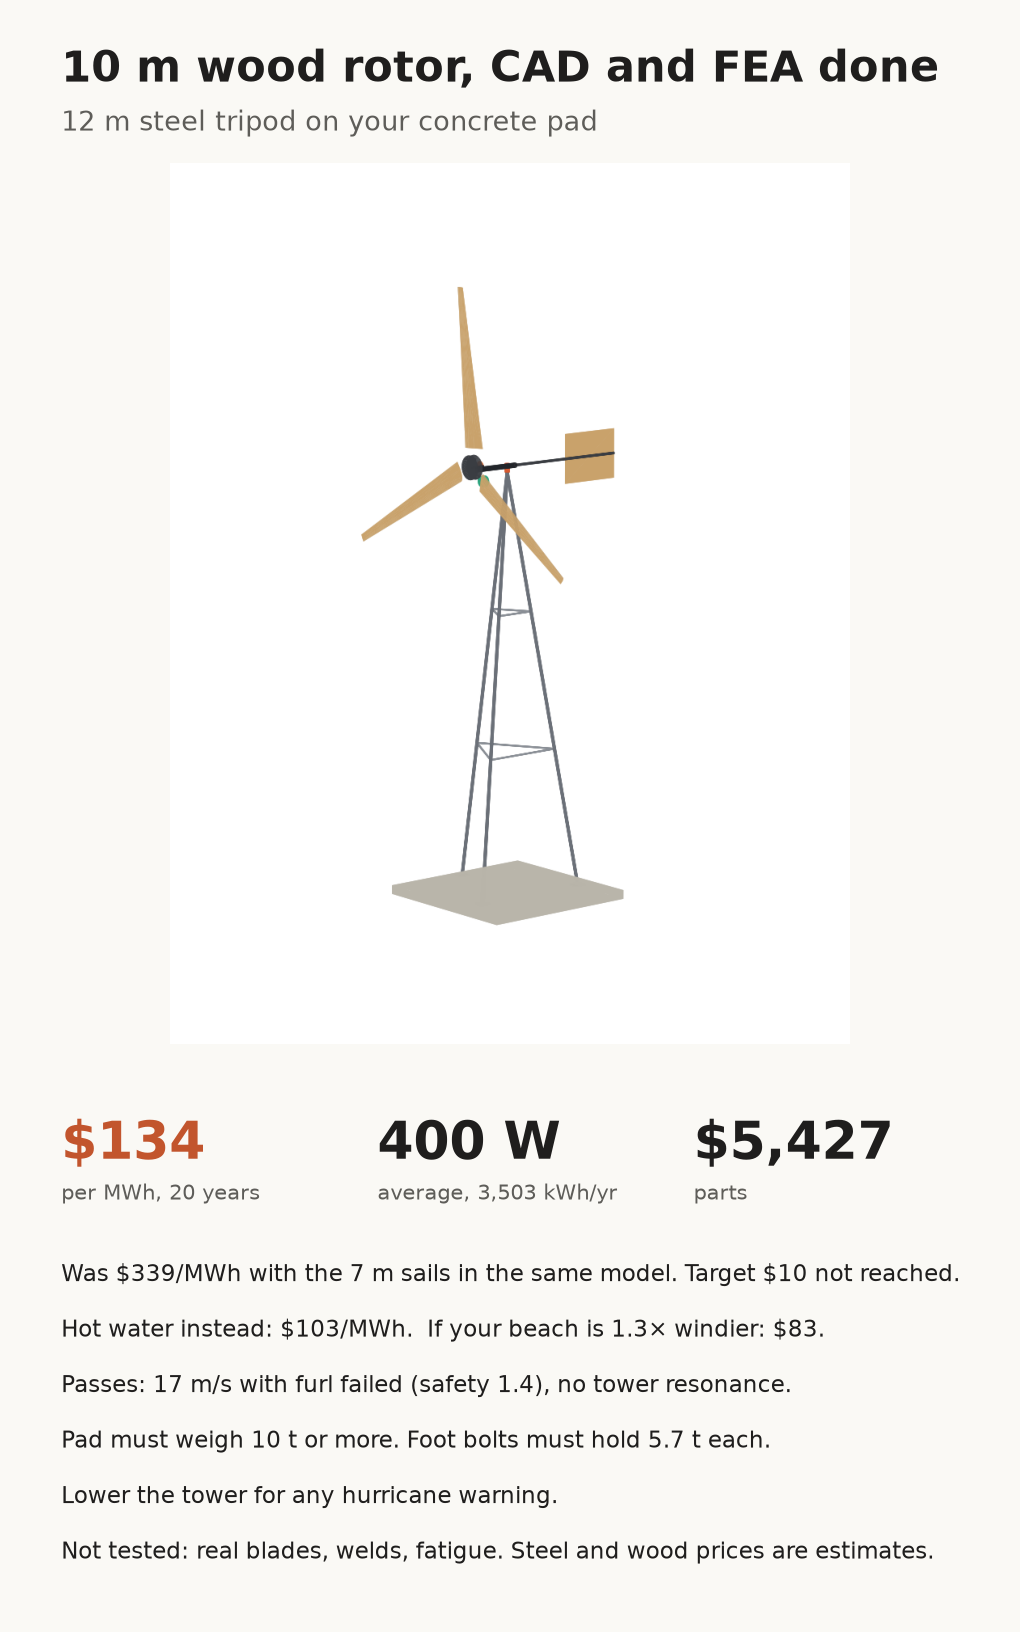 10 m wood rotor, CAD and FEA done
12 m steel tripod on your concrete pad
$134
per MWh, 20 years
400 W
average, 3,503 kWh/yr
$5,427
parts
Was $339/MWh with the 7 m sails in the same model. Target $10 not reached.
Hot water instead: $103/MWh.  If your beach is 1.3× windier: $83.
Passes: 17 m/s with furl failed (safety 1.4), no tower resonance.
Pad must weigh 10 t or more. Foot bolts must hold 5.7 t each.
Lower the tower for any hurricane warning.
Not tested: real blades, welds, fatigue. Steel and wood prices are estimates.